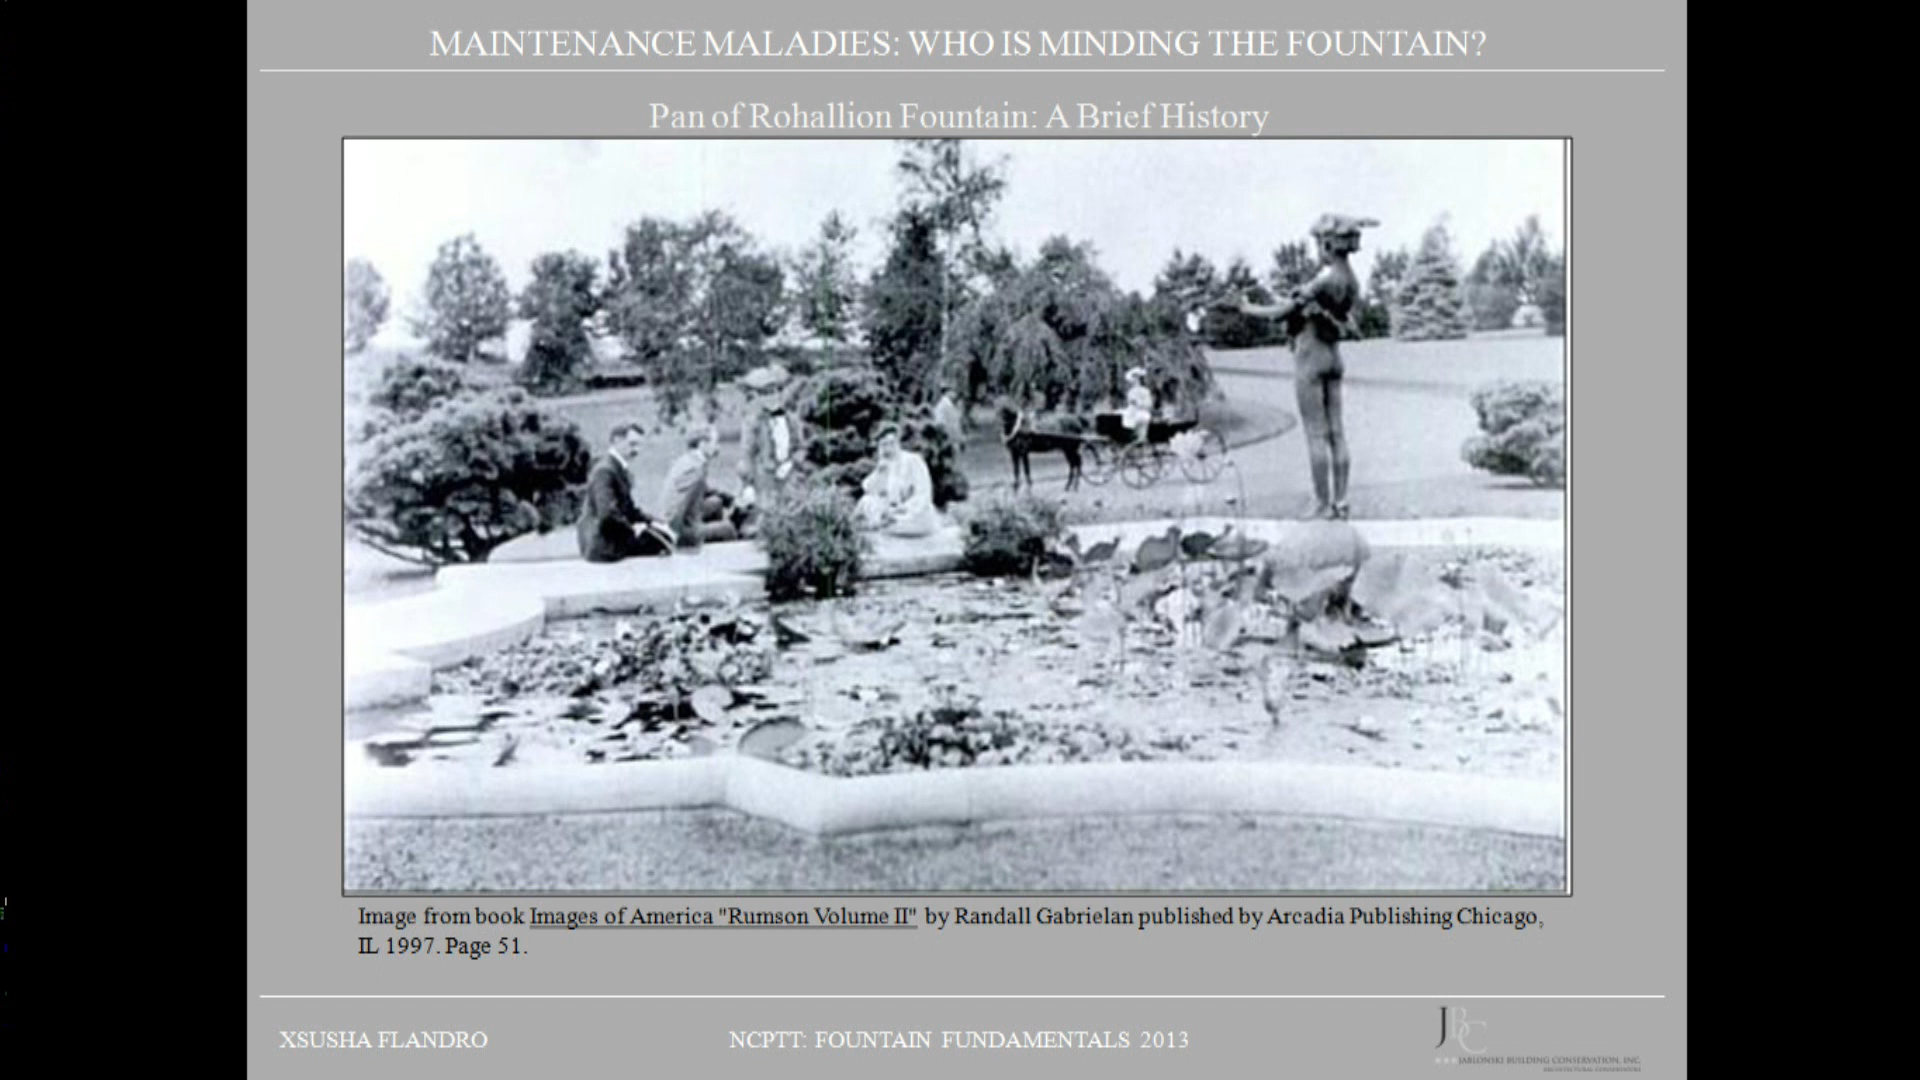 MAINTENANCE MALADIES: WHO IS MINDING THE FOUNTAIN?
Pan of Rohallion Fountain: A Brief History
Image from book Images of America "Rumson Volume II" by Randall Gabrielan published by Arcadia Publishing Chicago,
IL 1997. Page 51.
XSUSHA FLANDRO
NCPTT: FOUNTAIN FUNDAMENTALS 2013
JBC
JABLONSKI BUILDING CONSERVATION, INC.
ARCHITECTURAL CONSERVATORS